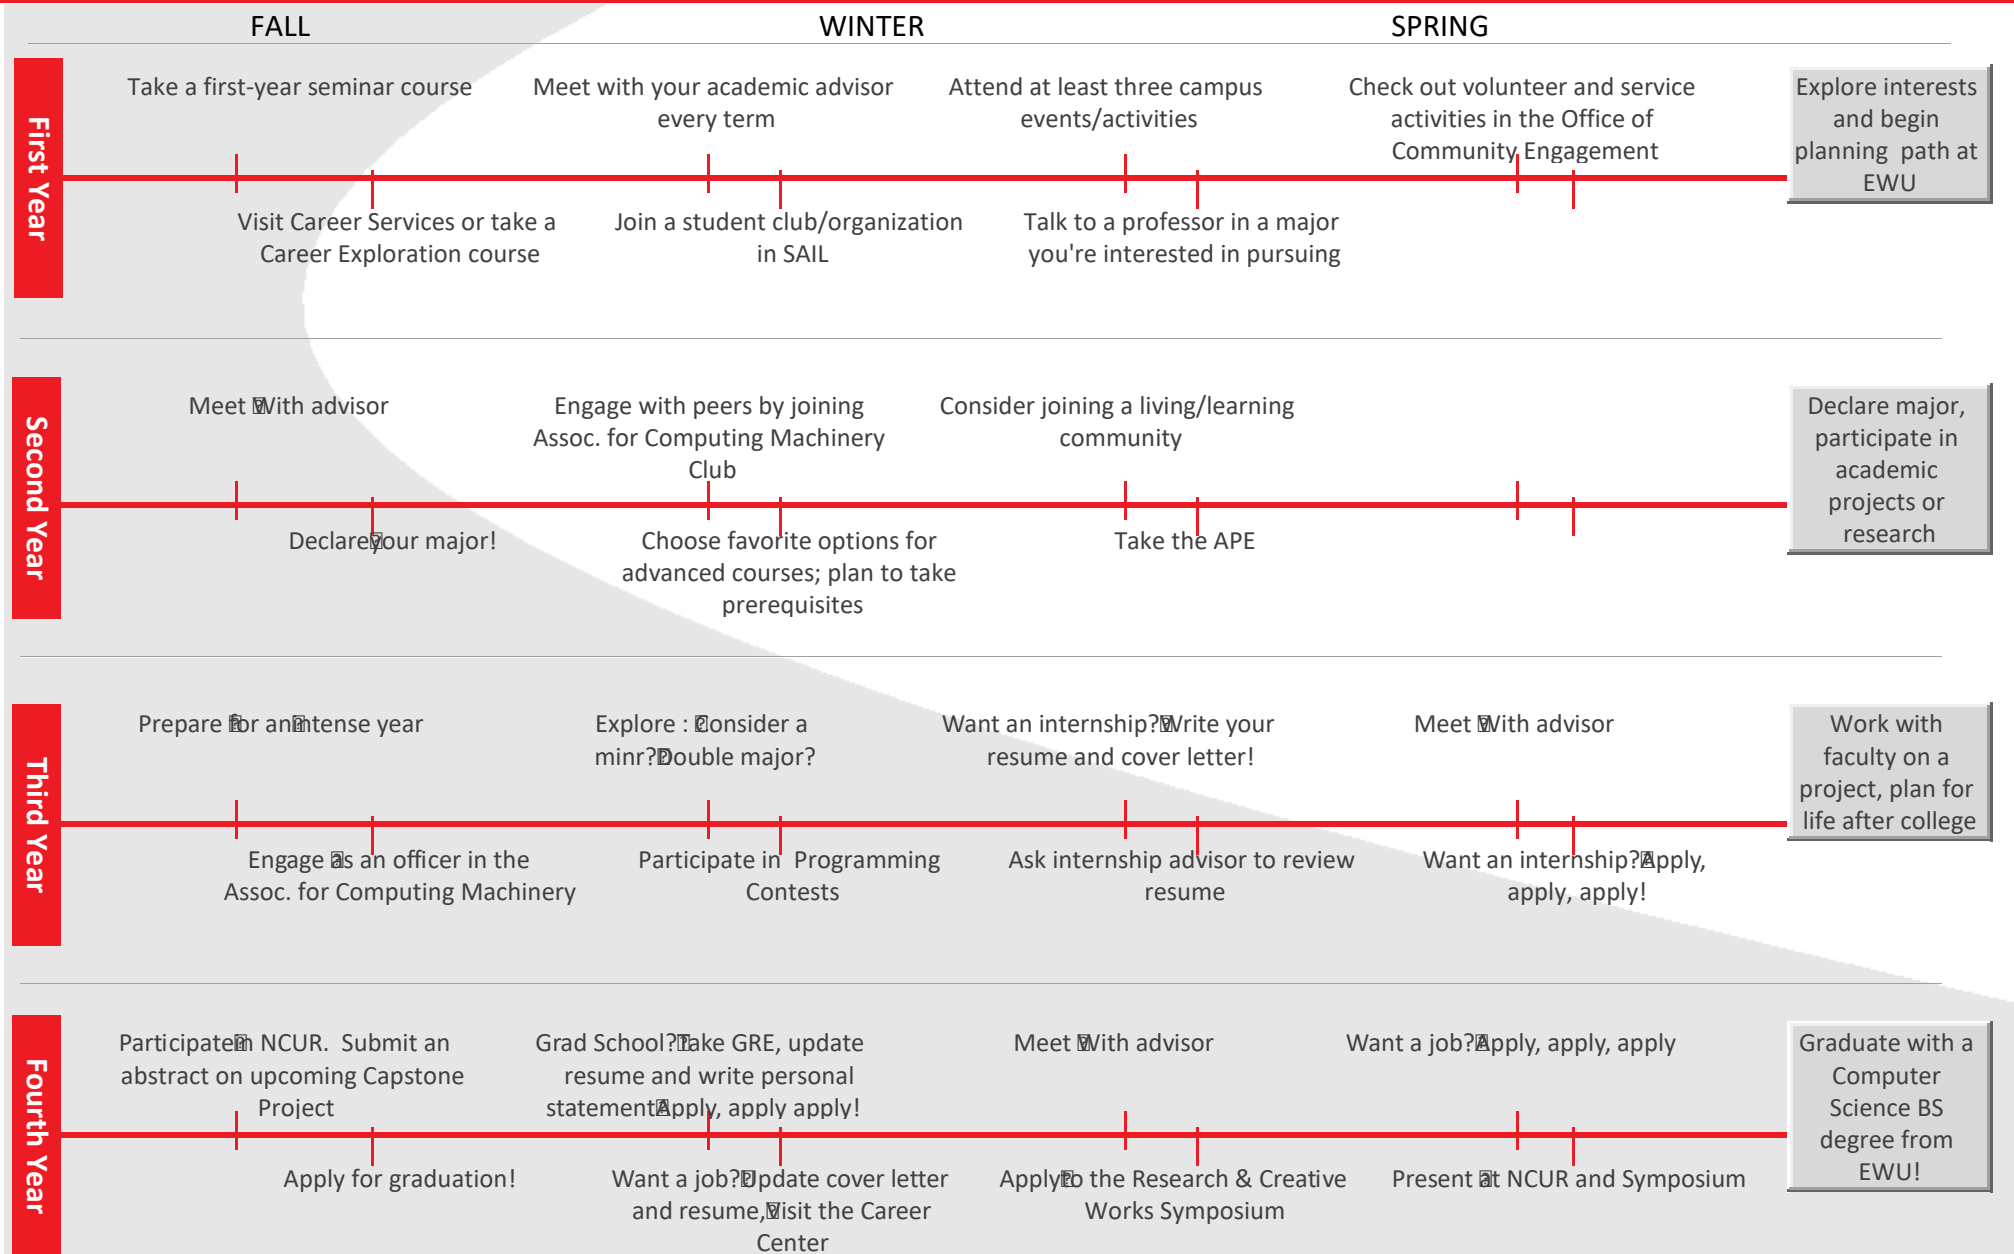 FALL
WINTER
SPRING
First Year
Take a first-year seminar course
Meet with your academic advisor
every term
Attend at least three campus
events/activities
Check out volunteer and service
activities in the Office of
Community Engagement
Visit Career Services or take a
Career Exploration course
Join a student club/organization
in SAIL
Talk to a professor in a major
you're interested in pursuing
Explore interests
and begin
planning path at
EWU
Second Year
Meet With advisor
Engage with peers by joining
Assoc. for Computing Machinery
Club
Consider joining a living/learning
community
Declare your major!
Choose favorite options for
advanced courses; plan to take
prerequisites
Take the APE
Declare major,
participate in
academic
projects or
research
Third Year
Prepare for an intense year
Explore : Consider a
minr? Double major?
Want an internship? Write your
resume and cover letter!
Meet With advisor
Engage as an officer in the
Assoc. for Computing Machinery
Participate in Programming
Contests
Ask internship advisor to review
resume
Want an internship? Apply,
apply, apply!
Work with
faculty on a
project, plan for
life after college
Fourth Year
Participate in NCUR. Submit an
abstract on upcoming Capstone
Project
Grad School? Take GRE, update
resume and write personal
statement Apply, apply apply!
Meet With advisor
Want a job? Apply, apply, apply
Apply for graduation!
Want a job? Update cover letter
and resume, Visit the Career
Center
Apply to the Research & Creative
Works Symposium
Present at NCUR and Symposium
Graduate with a
Computer
Science BS
degree from
EWU!